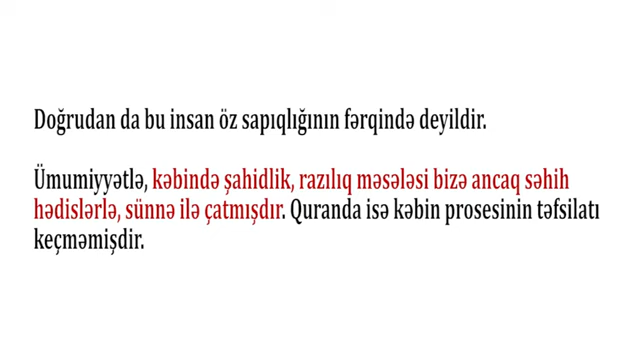 Doğrudan da bu insan öz sapıqlığının fərqində deyildir.
Ümumiyyətlə, kəbində şahidlik, razılıq məsələsi bizə ancaq səhih
hədislərlə, sünnə ilə çatmışdır. Quranda isə kəbin prosesinin təfsilatı
keçməmişdir.